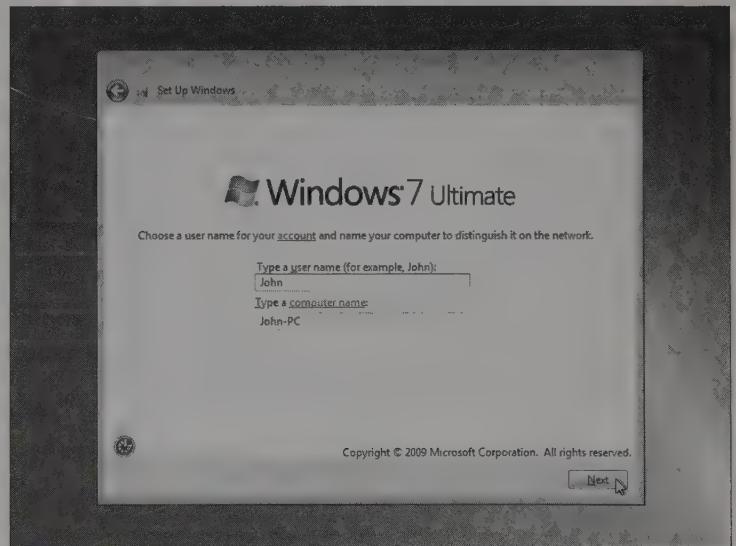 Set Up Windows
Windows 7 Ultimate
Choose a user name for your account and name your computer to distinguish it on the network.
Type a user name (for example, John):
John
Type a computer name:
John-PC
Copyright © 2009 Microsoft Corporation. All rights reserved.
Next